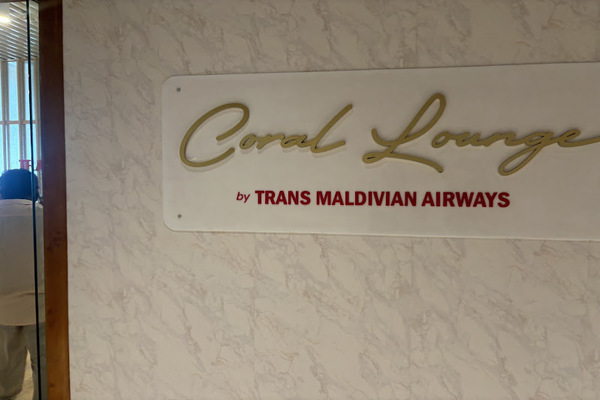 Coral Lounge
by TRANS MALDIVIAN AIRWAYS